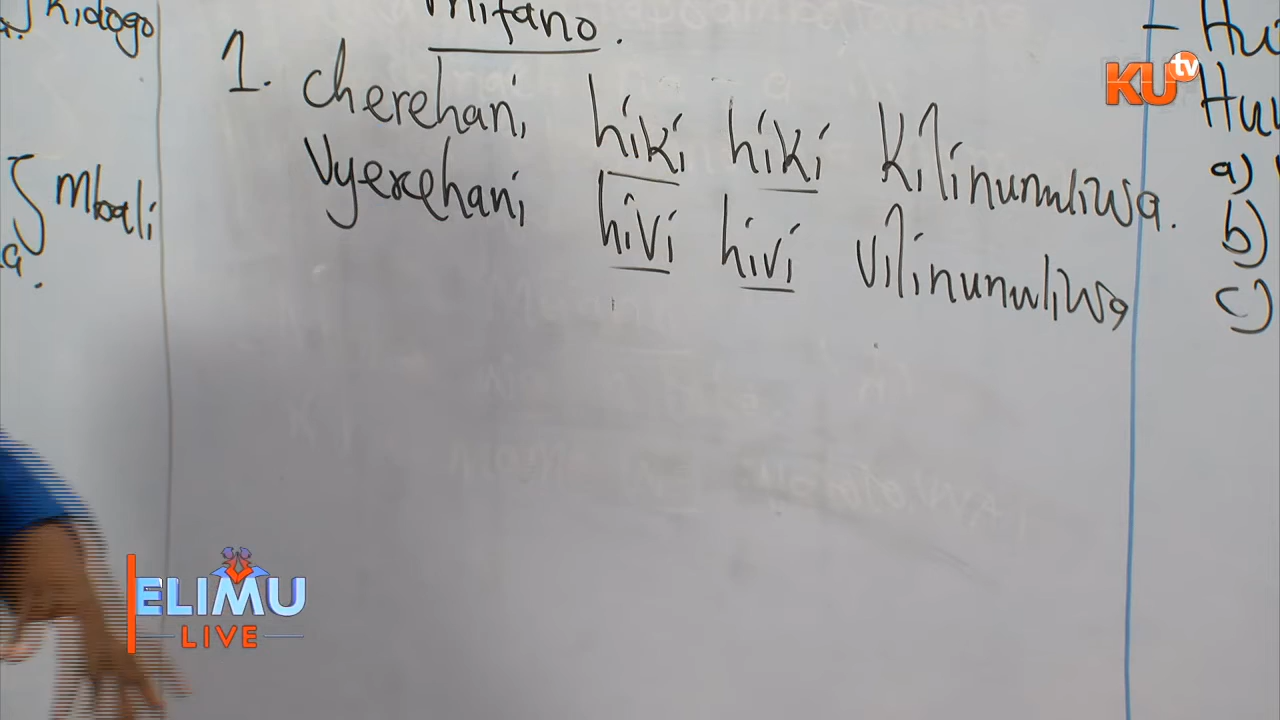 Kidogo
Mbali
a.
Mifano.
1. Cherehani hiki hiki Kilinunuliwa.
Vyerehani hivi hivi vilinunuliwa
a)
b)
c)
KU tv
ELIMU
LIVE